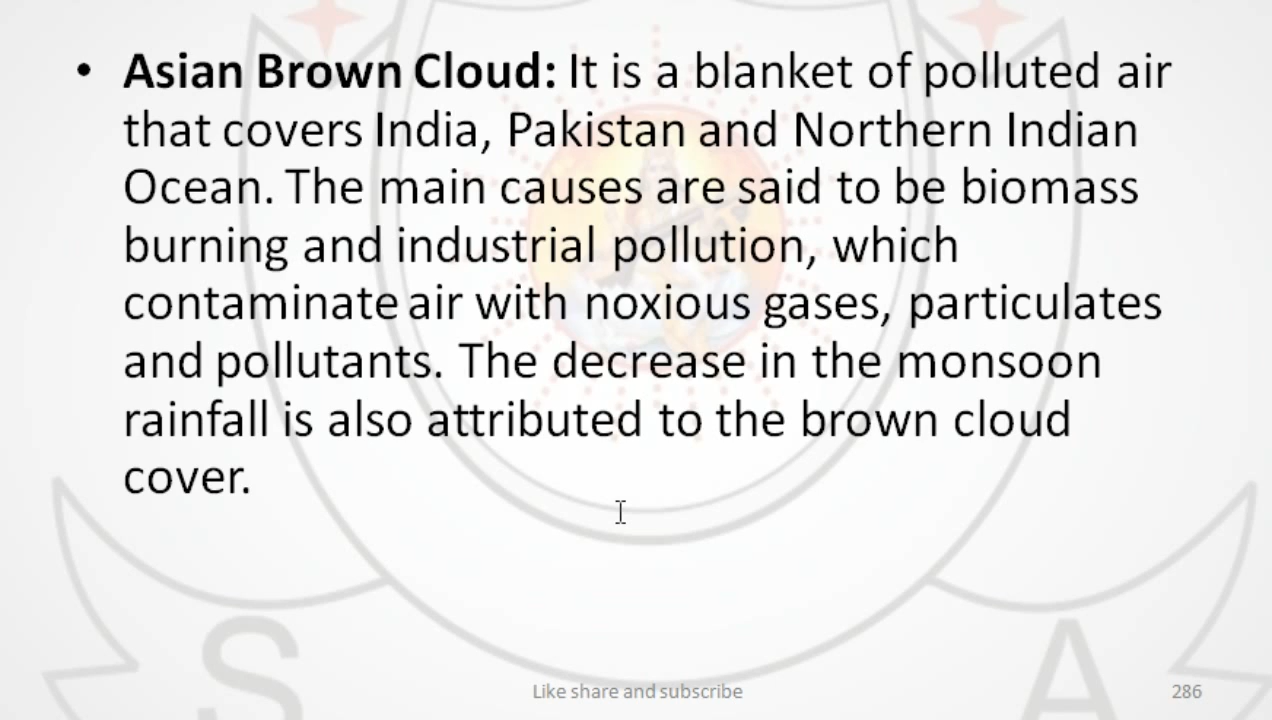 • Asian Brown Cloud: It is a blanket of polluted air
that covers India, Pakistan and Northern Indian
Ocean. The main causes are said to be biomass
burning and industrial pollution, which
contaminate air with noxious gases, particulates
and pollutants. The decrease in the monsoon
rainfall is also attributed to the brown cloud
cover.
S A
Like share and subscribe 286